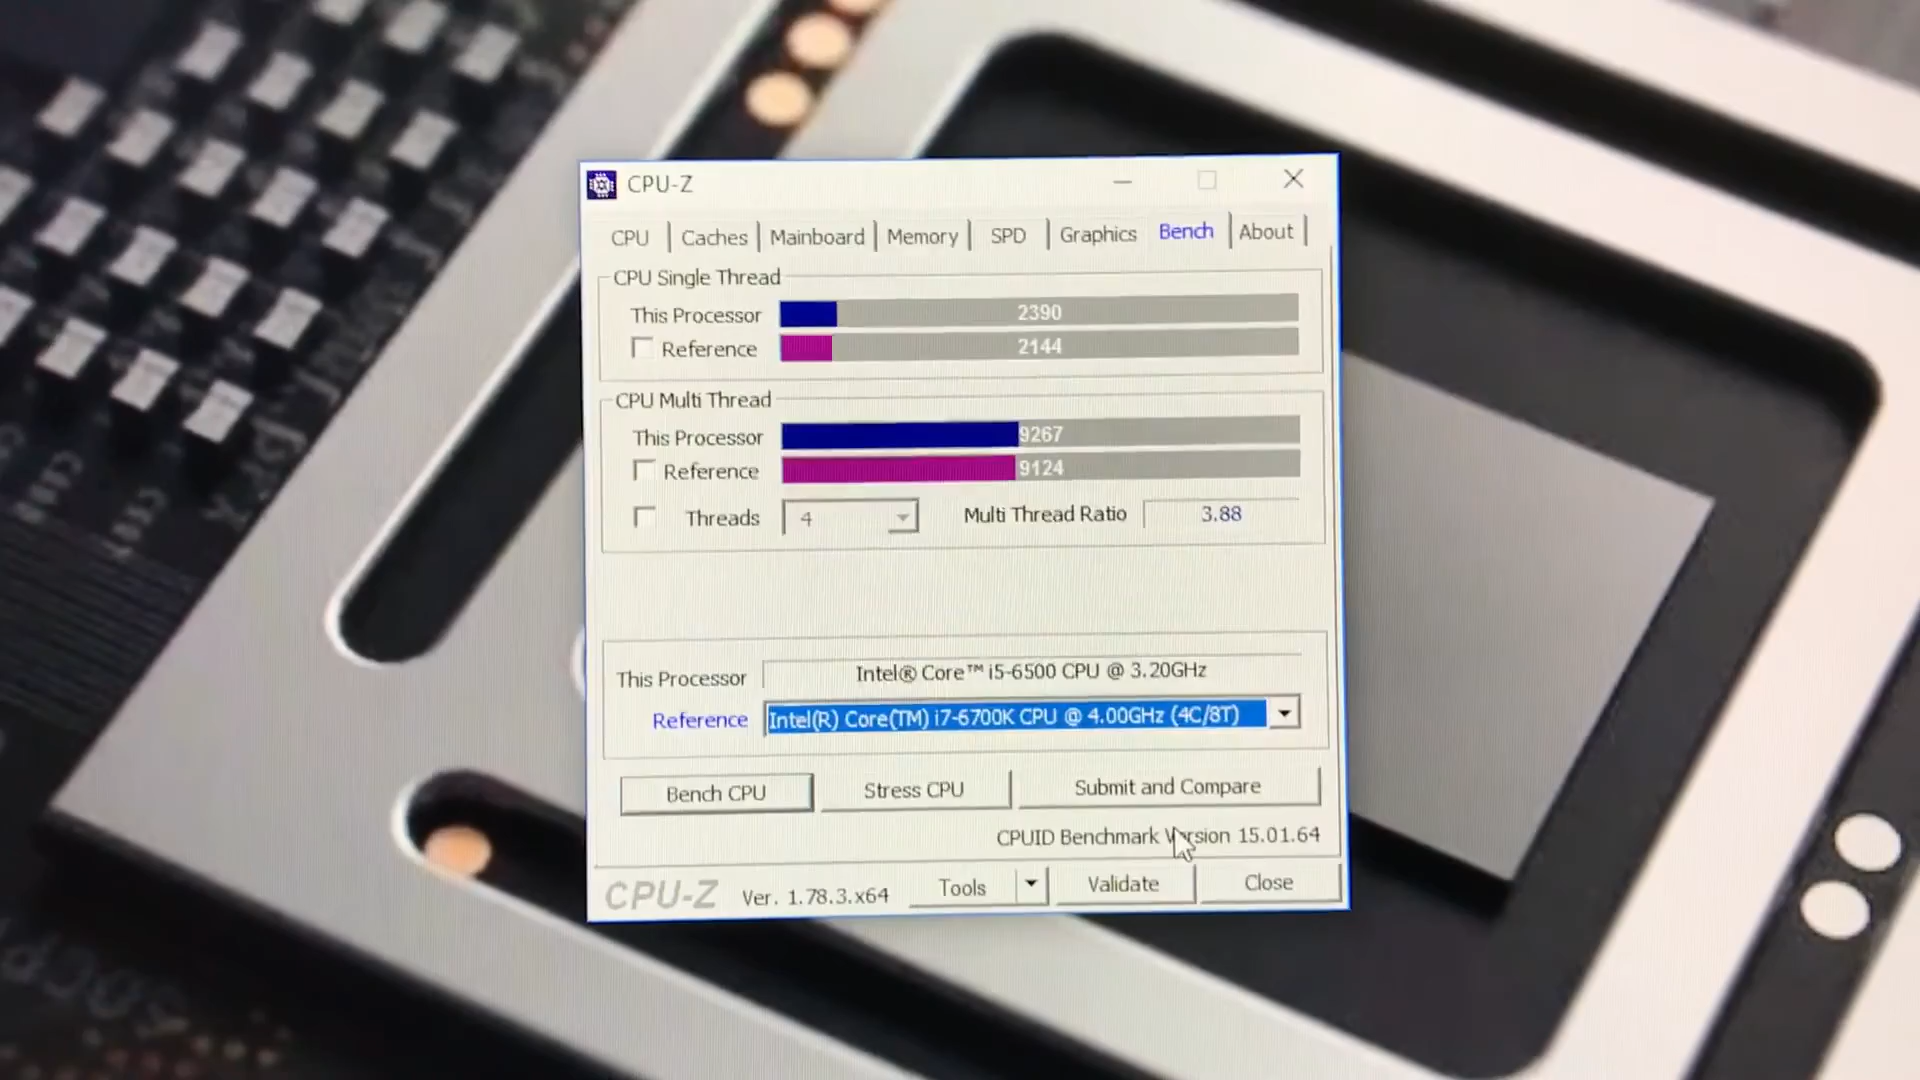 CPU-Z
CPU Caches Mainboard Memory SPD Graphics Bench About
CPU Single Thread
This Processor 2390
Reference 2144
CPU Multi Thread
This Processor 9267
Reference 9124
Threads 4 Multi Thread Ratio 3.88
This Processor Intel® Core™ i5-6500 CPU @ 3.20GHz
Reference Intel(R) Core(TM) i7-6700K CPU @ 4.00GHz (4C/8T)
Bench CPU Stress CPU Submit and Compare
CPUID Benchmark Version 15.01.64
CPU-Z Ver. 1.78.3.x64 Tools Validate Close